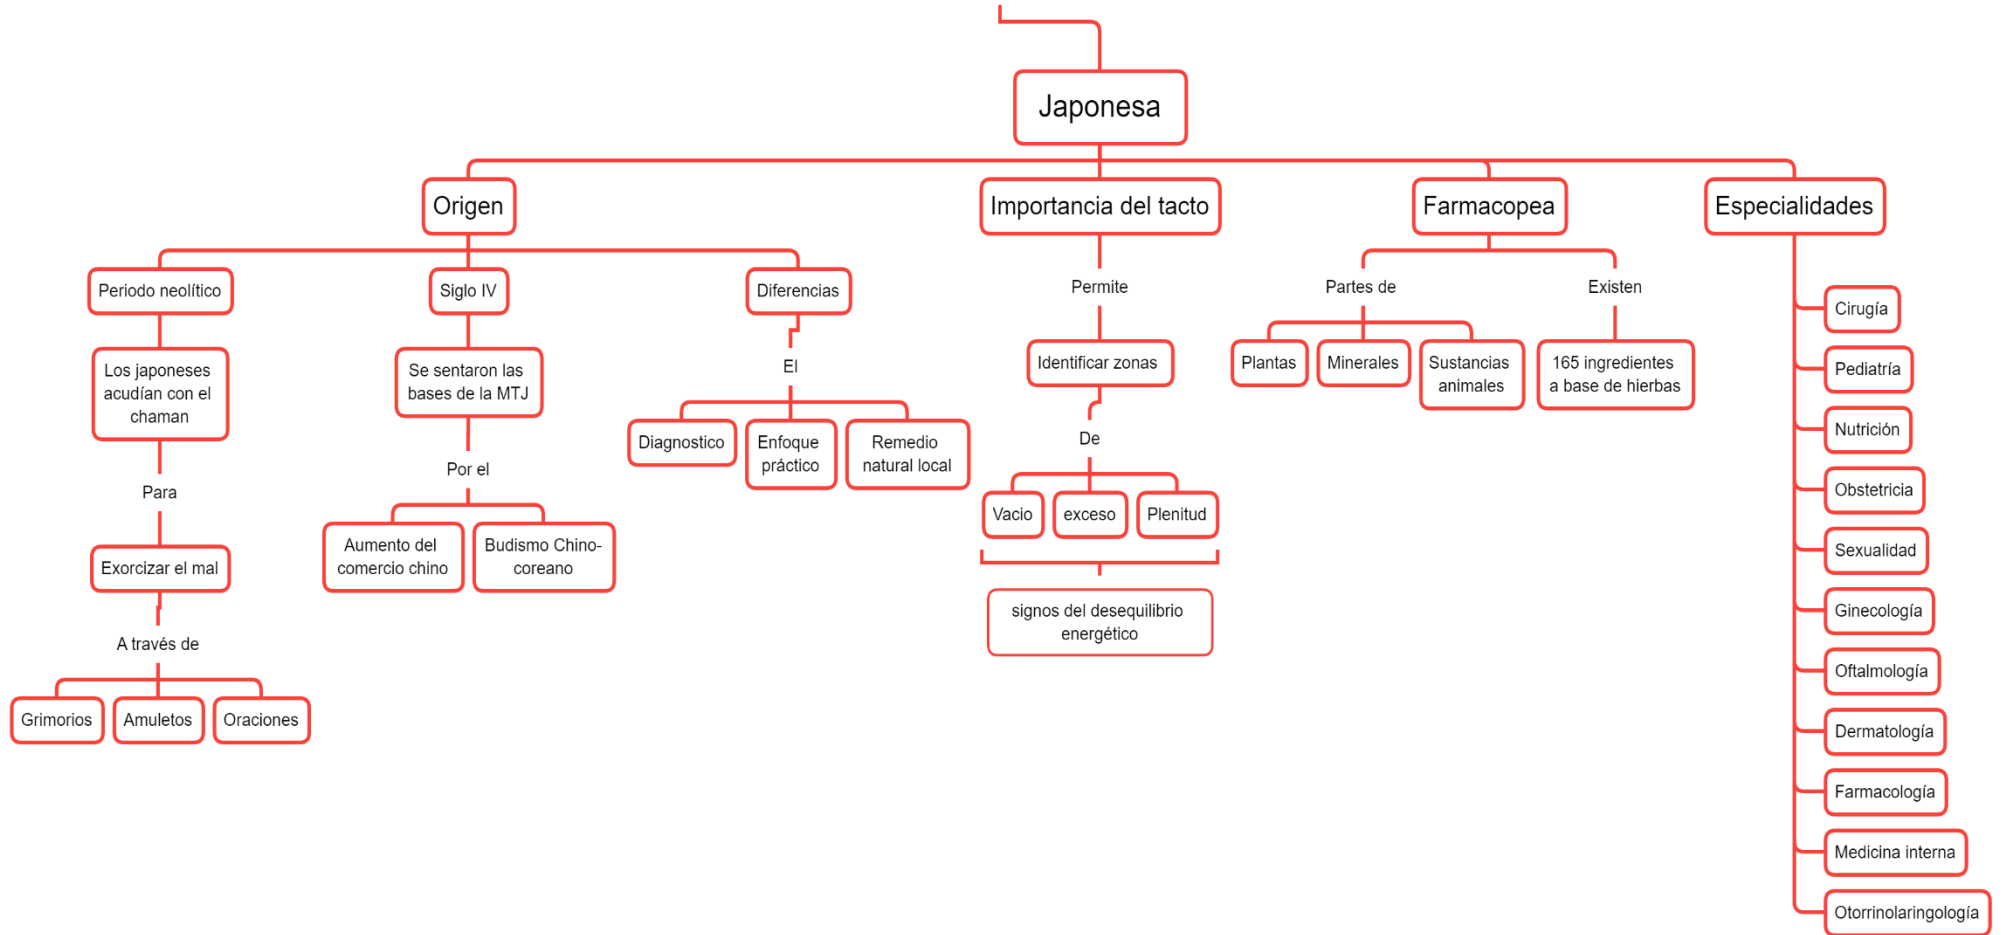 Japonesa
Origen
Importancia del tacto
Farmacopea
Especialidades
Periodo neolítico
Los japoneses
acudían con el
chaman
Para
Exorcizar el mal
A través de
Grimorios
Amuletos
Oraciones
Siglo IV
Se sentaron las
bases de la MTJ
Por el
Aumento del
comercio chino
Budismo Chino-
coreano
Diferencias
El
Diagnostico
Enfoque
práctico
Remedio
natural local
Permite
Identificar zonas
De
Vacio
exceso
Plenitud
signos del desequilibrio
energético
Partes de
Plantas
Minerales
Sustancias
animales
Existen
165 ingredientes
a base de hierbas
Cirugía
Pediatría
Nutrición
Obstetricia
Sexualidad
Ginecología
Oftalmología
Dermatología
Farmacología
Medicina interna
Otorrinolaringología